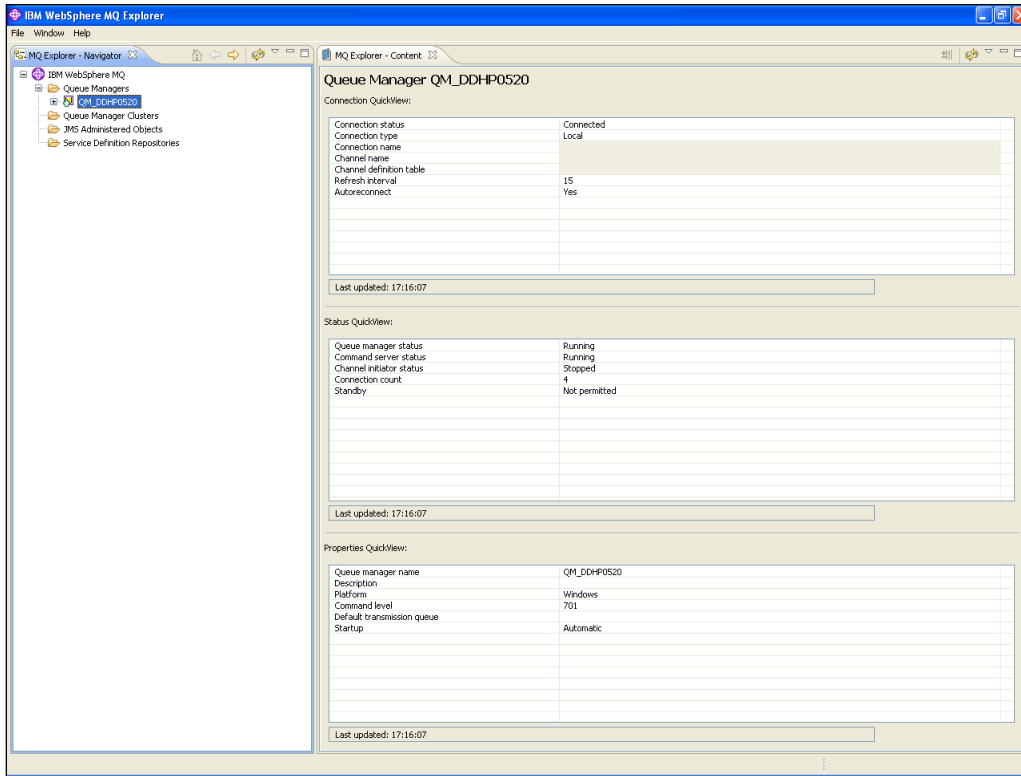 IBM WebSphere MQ Explorer
File Window Help
MQ Explorer - Navigator
IBM WebSphere MQ
Queue Managers
QM_DDHP0520
Queue Manager Clusters
JMS Administered Objects
Service Definition Repositories
MQ Explorer - Content
Queue Manager QM_DDHP0520
Connection QuickView:
Connection status Connected
Connection type Local
Connection name
Channel name
Channel definition table
Refresh interval 15
Autoreconnect Yes
Last updated: 17:16:07
Status QuickView:
Queue manager status Running
Command server status Running
Channel initiator status Stopped
Connection count 4
Standby Not permitted
Last updated: 17:16:07
Properties QuickView:
Queue manager name QM_DDHP0520
Description
Platform Windows
Command level 701
Default transmission queue
Startup Automatic
Last updated: 17:16:07